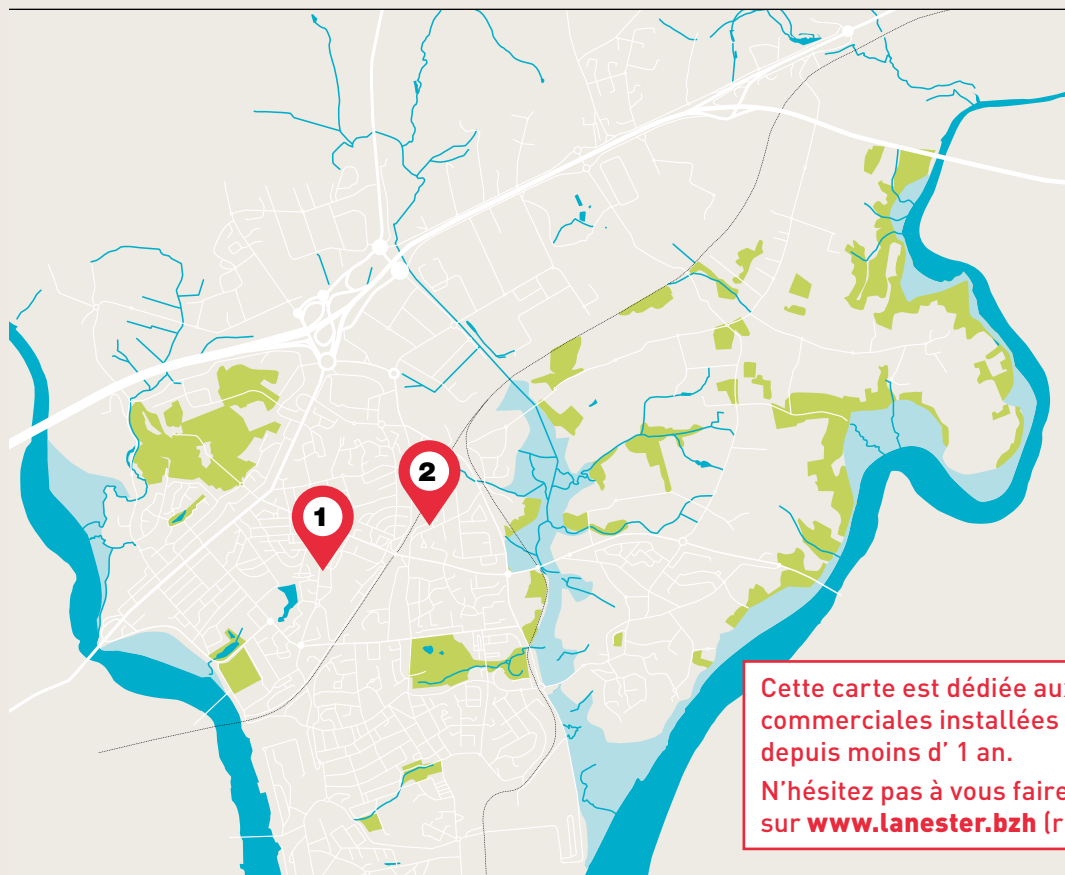 2
1
Cette carte est dédiée aux
commerciales installées
depuis moins d' 1 an.
N'hésitez pas à vous faire
sur www.lanester.bzh (r